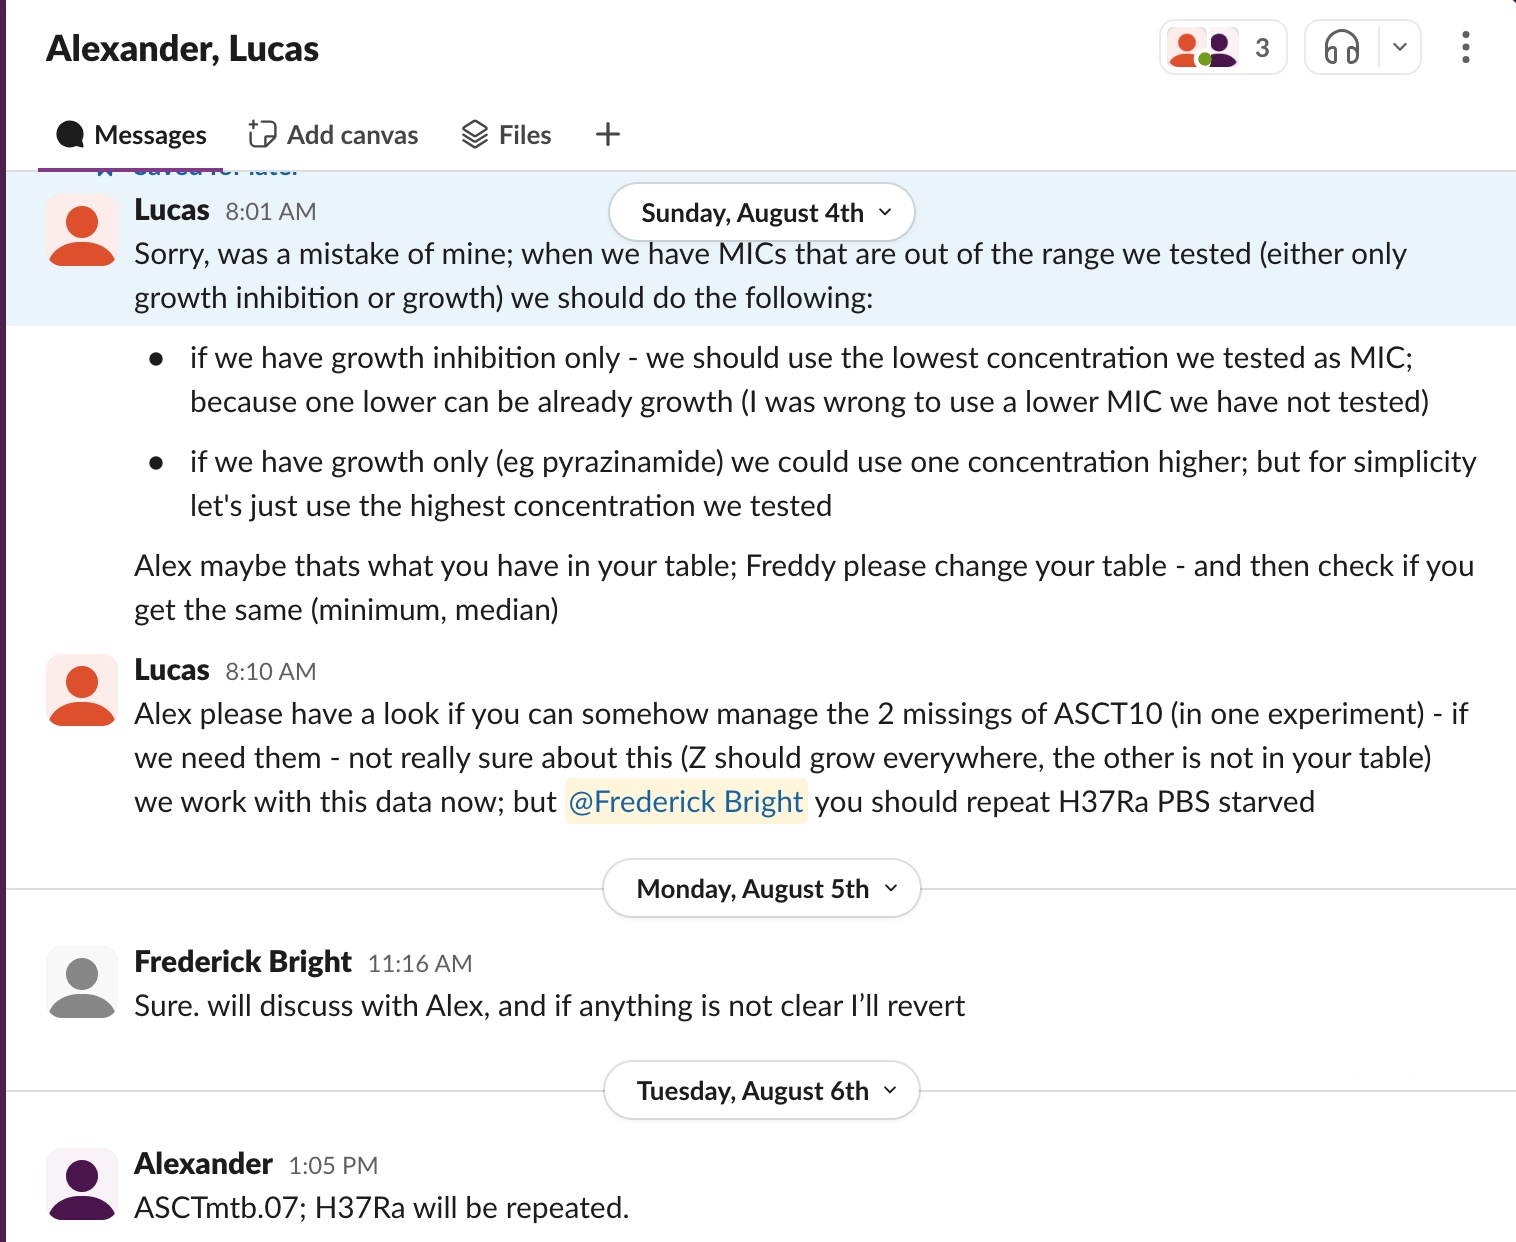 Alexander, Lucas
3
Messages
Add canvas
Files
Saved for later
Lucas 8:01 AM
Sunday, August 4th
Sorry, was a mistake of mine; when we have MICs that are out of the range we tested (either only
growth inhibition or growth) we should do the following:
● if we have growth inhibition only - we should use the lowest concentration we tested as MIC;
because one lower can be already growth (I was wrong to use a lower MIC we have not tested)
● if we have growth only (eg pyrazinamide) we could use one concentration higher; but for simplicity
let's just use the highest concentration we tested
Alex maybe thats what you have in your table; Freddy please change your table - and then check if you
get the same (minimum, median)
Lucas 8:10 AM
Alex please have a look if you can somehow manage the 2 missings of ASCT10 (in one experiment) - if
we need them - not really sure about this (Z should grow everywhere, the other is not in your table)
we work with this data now; but @Frederick Bright you should repeat H37Ra PBS starved
Monday, August 5th
Frederick Bright 11:16 AM
Sure. will discuss with Alex, and if anything is not clear I’ll revert
Tuesday, August 6th
Alexander 1:05 PM
ASCTmtb.07; H37Ra will be repeated.